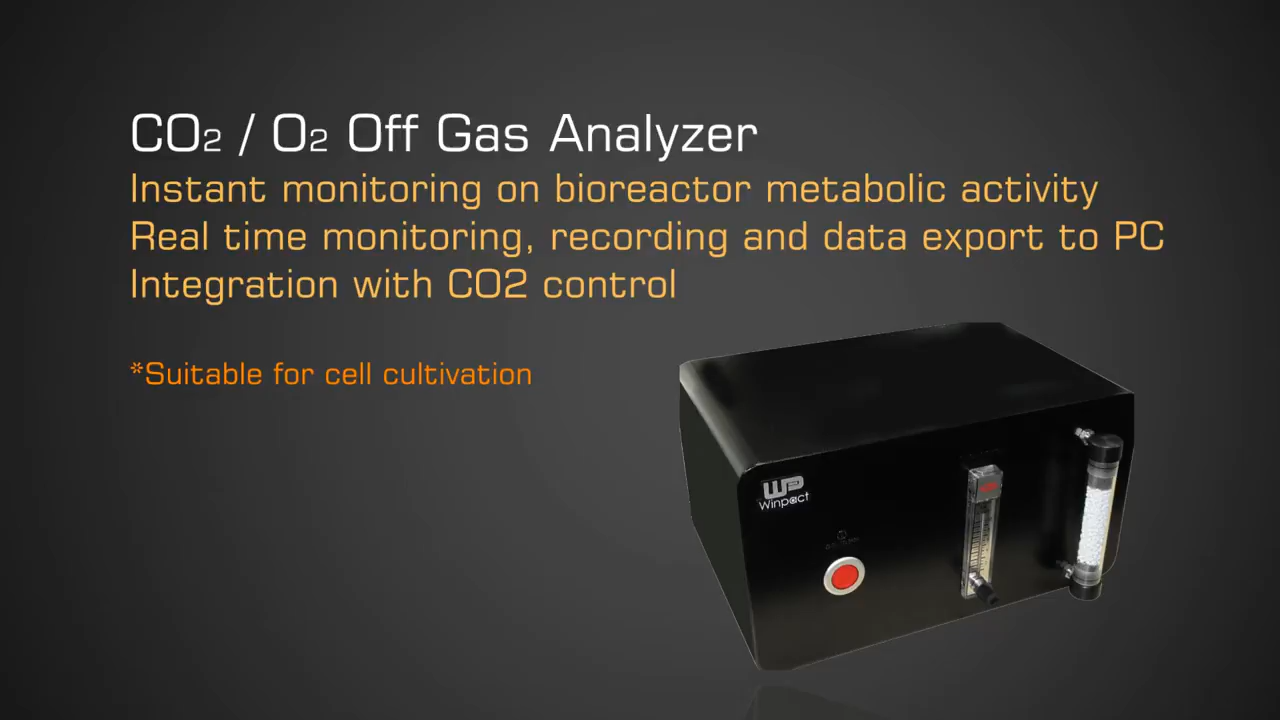 CO₂ / O₂ Off Gas Analyzer
Instant monitoring on bioreactor metabolic activity
Real time monitoring, recording and data export to PC
Integration with CO2 control
*Suitable for cell cultivation
WP
Winpact